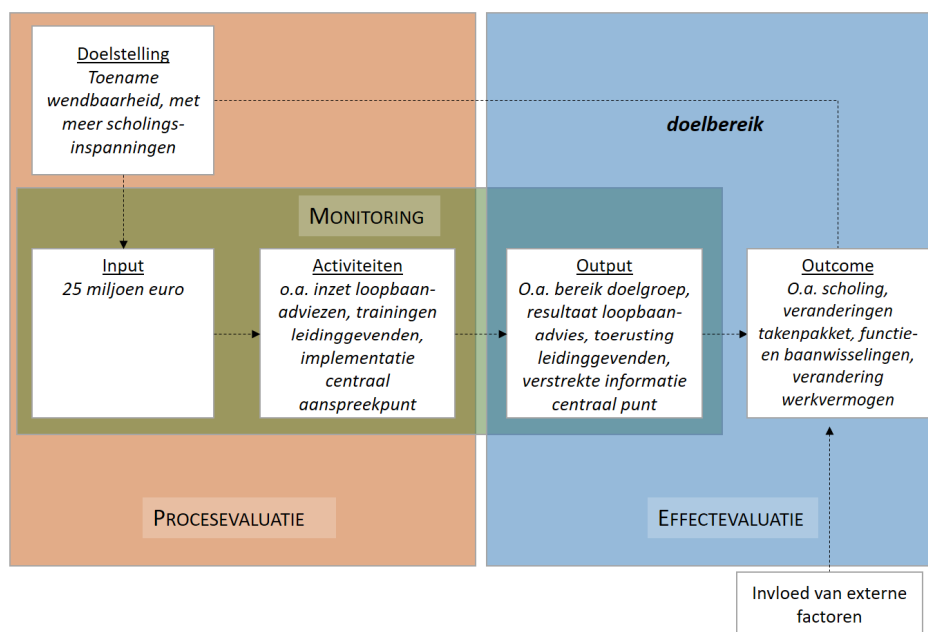 Doelstelling
Toename
wendbaarheid, met
meer scholings-
inspanningen
doelbereik
MONITORING
Input
25 miljoen euro
Activiteiten
o.a. inzet loopbaan-
adviezen, trainingen
leidinggevenden,
implementatie
centraal
aanspreekpunt
Output
O.a. bereik doelgroep,
resultaat loopbaan-
advies, toerusting
leidinggevenden,
verstrekte informatie
centraal punt
Outcome
O.a. scholing,
veranderingen
takenpakket, functie-
en baanwisselingen,
verandering
werkvermogen
PROCESEVALUATIE
EFFECTEVALUATIE
Invloed van externe
factoren